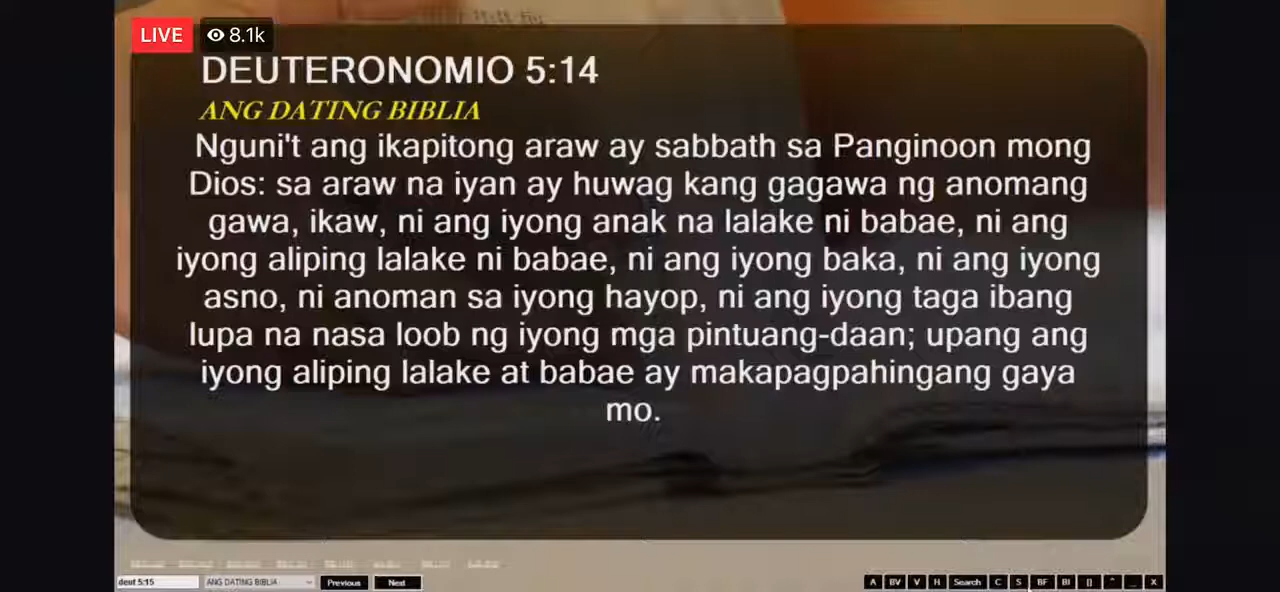 LIVE 8.1k
DEUTERONOMIO 5:14
ANG DATING BIBLIA
Nguni't ang ikapitong araw ay sabbath sa Panginoon mong
Dios: sa araw na iyan ay huwag kang gagawa ng anomang
gawa, ikaw, ni ang iyong anak na lalake ni babae, ni ang
iyong aliping lalake ni babae, ni ang iyong baka, ni ang iyong
asno, ni anoman sa iyong hayop, ni ang iyong taga ibang
lupa na nasa loob ng iyong mga pintuang-daan; upang ang
iyong aliping lalake at babae ay makapagpahingang gaya
mo.
deut 5:15 ANG DATING BIBLIA Previous Next A BV V H Search C S BF BI [] ^ _ X